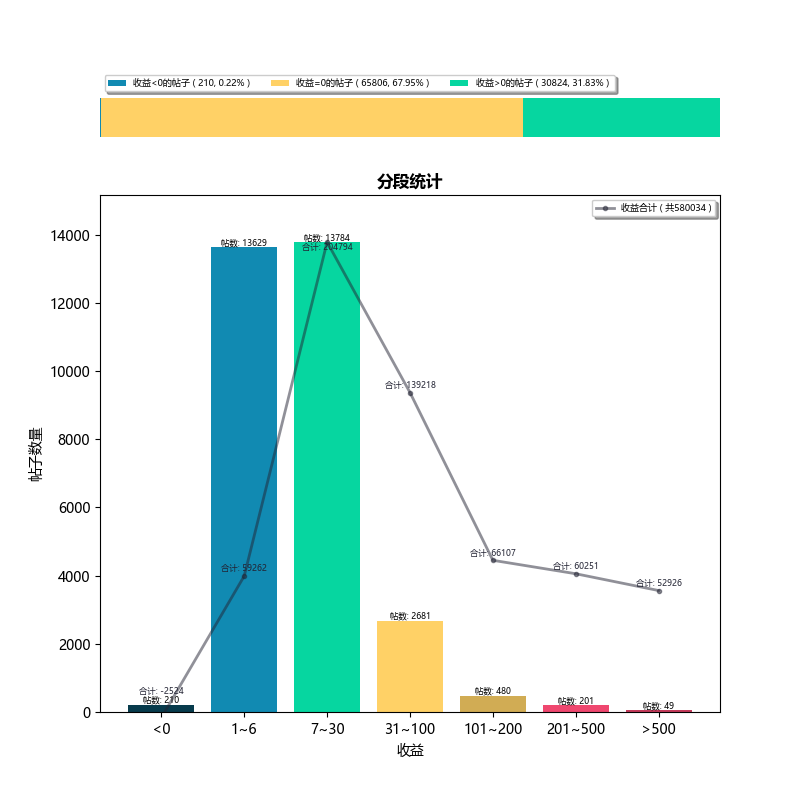 收益<0的帖子 ( 210, 0.22% ) 收益=0的帖子 ( 65806, 67.95% ) 收益>0的帖子 ( 30824, 31.83% )
分段统计
收益合计 ( 共580034 )
14000
12000
10000
8000
6000
4000
2000
0
帖子数量
合计: -2524
帖数: 210
帖数: 13629
合计: 59262
帖数: 13784
合计: 204794
合计: 139218
帖数: 2681
合计: 66107
帖数: 480
合计: 60251
帖数: 201
合计: 52926
帖数: 49
<0 1~6 7~30 31~100 101~200 201~500 >500
收益